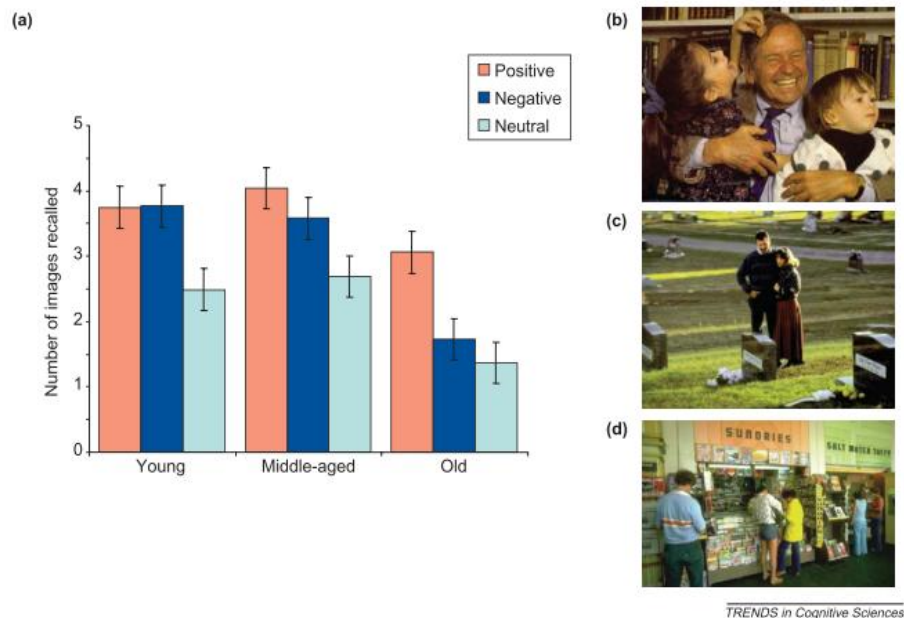 (a)
Positive
Negative
Neutral
5
4
3
2
1
0
Number of images recalled
Young
Middle-aged
Old
(b)
(c)
(d)
SUNDRIES
SALT WATER TAFFY
TRENDS in Cognitive Sciences